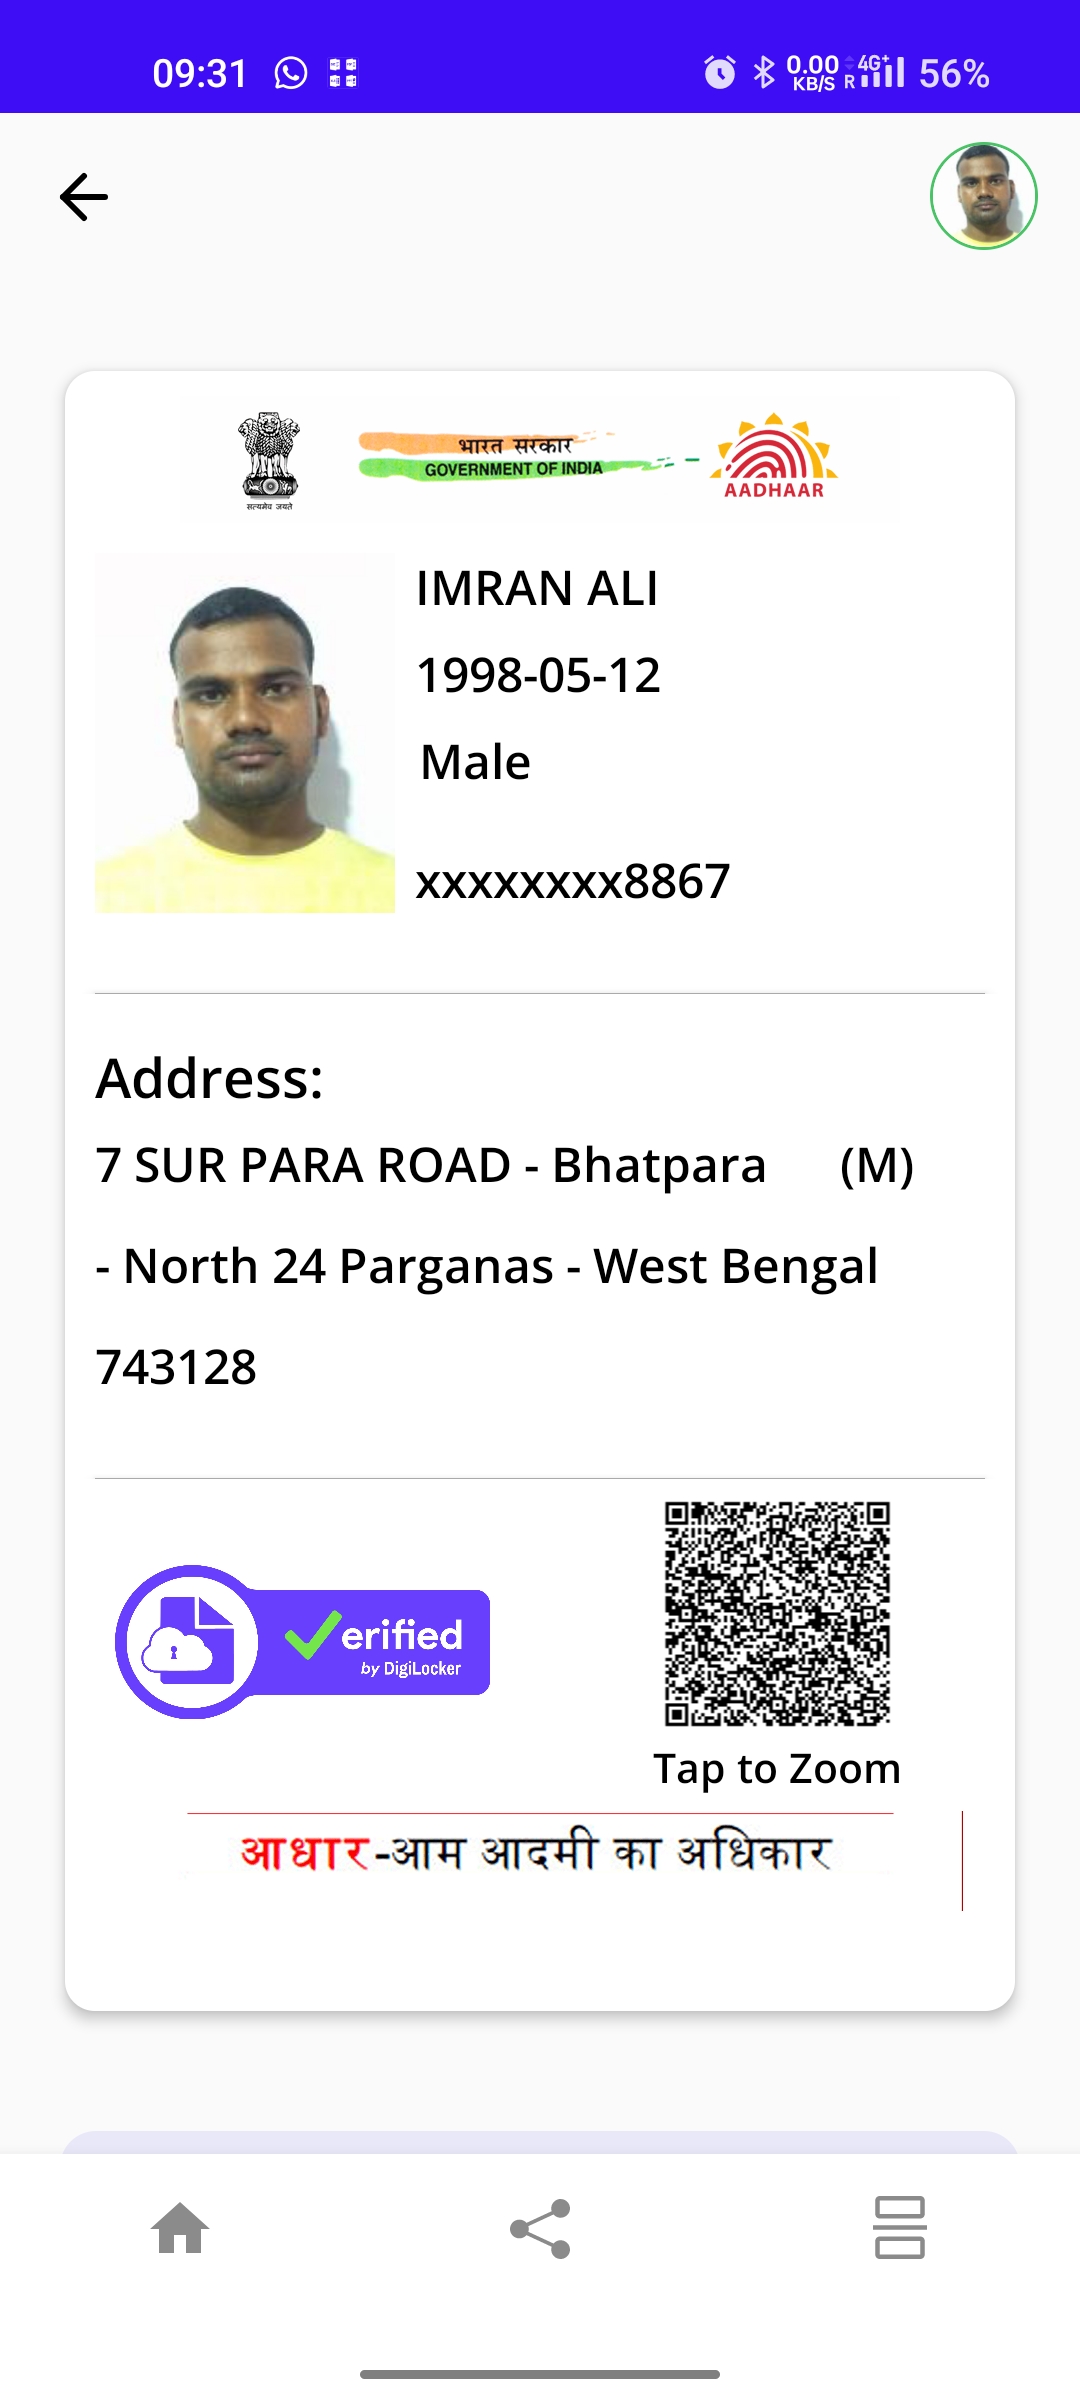 09:31 0.00 KB/S R 4G+ 56%
भारत सरकार
GOVERNMENT OF INDIA
सत्यमेव जयते
AADHAAR
IMRAN ALI
1998-05-12
Male
xxxxxxxx8867
Address:
7 SUR PARA ROAD - Bhatpara (M)
- North 24 Parganas - West Bengal
743128
erified
by DigiLocker
Tap to Zoom
आधार-आम आदमी का अधिकार